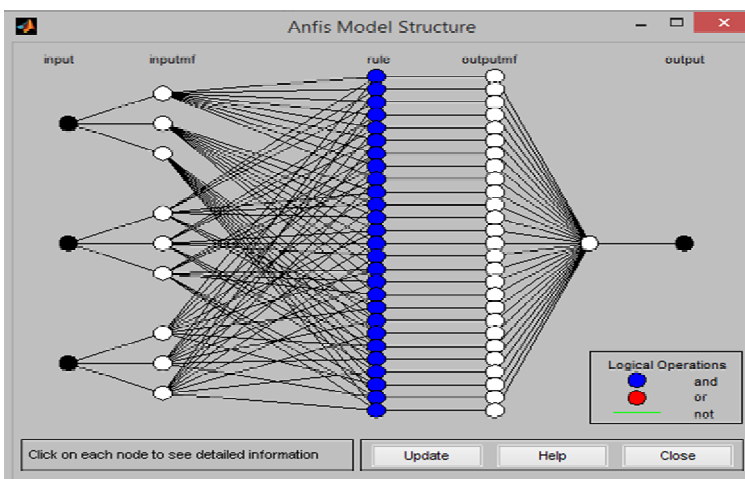 Anfis Model Structure
input inputmf rule outputmf output
Logical Operations
and
or
not
Click on each node to see detailed information
Update Help Close